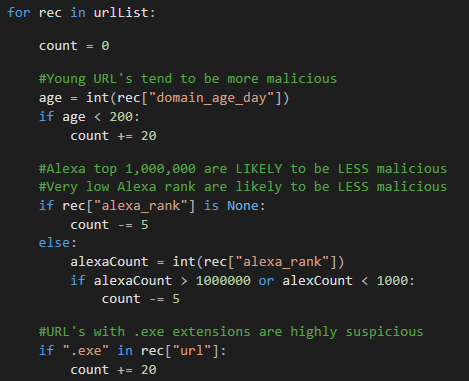 for rec in urlList:
count = 0
#Young URL's tend to be more malicious
age = int(rec["domain_age_day"])
if age < 200:
count += 20
#Alexa top 1,000,000 are LIKELY to be LESS malicious
#Very low Alexa rank are likely to be LESS malicious
if rec["alexa_rank"] is None:
count -= 5
else:
alexaCount = int(rec["alexa_rank"])
if alexaCount > 1000000 or alexCount < 1000:
count -= 5
#URL's with .exe extensions are highly suspicious
if ".exe" in rec["url"]:
count += 20